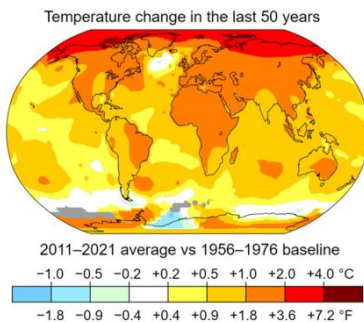 Temperature change in the last 50 years
2011–2021 average vs 1956–1976 baseline
−1.0 −0.5 −0.2 +0.2 +0.5 +1.0 +2.0 +4.0 °C
−1.8 −0.9 −0.4 +0.4 +0.9 +1.8 +3.6 +7.2 °F